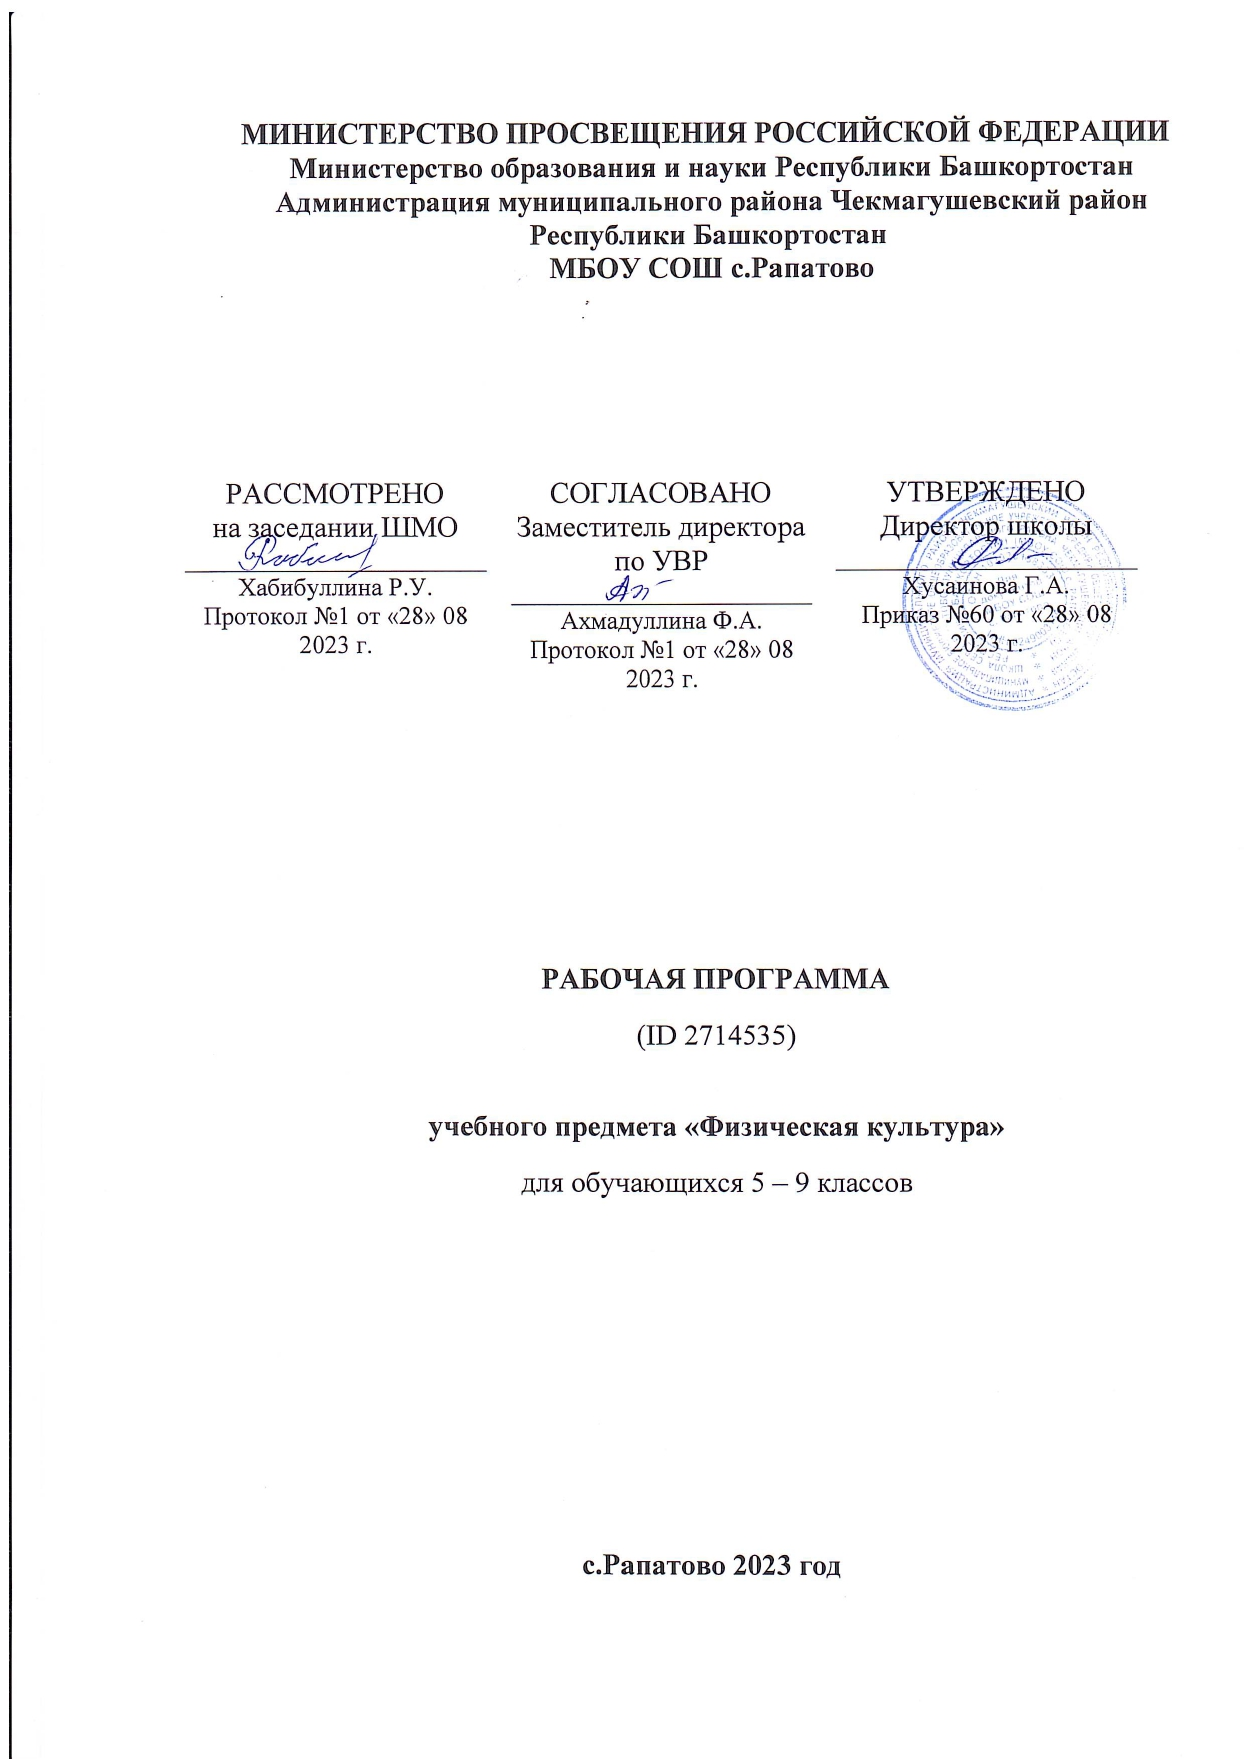 МИНИСТЕРСТВО ПРОСВЕЩЕНИЯ РОССИЙСКОЙ ФЕДЕРАЦИИ
Министерство образования и науки Республики Башкортостан
Администрация муниципального района Чекмагушевский район
Республики Башкортостан
МБОУ СОШ с.Рапатово
РАССМОТРЕНО
на заседании ШМО
Хабибуллина Р.У.
Протокол №1 от «28» 08
2023 г.
СОГЛАСОВАНО
Заместитель директора
по УВР
Ахмадуллина Ф.А.
Протокол №1 от «28» 08
2023 г.
УТВЕРЖДЕНО
Директор школы
Хусаинова Г.А.
Приказ №60 от «28» 08
2023 г.
РАБОЧАЯ ПРОГРАММА
(ID 2714535)
учебного предмета «Физическая культура»
для обучающихся 5 – 9 классов
с.Рапатово 2023 год